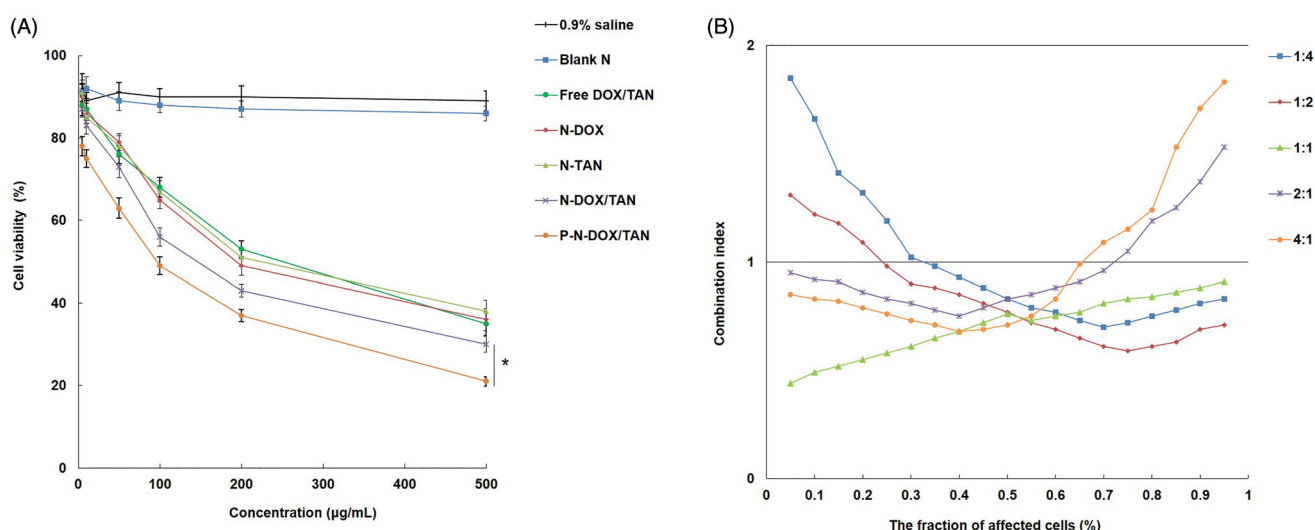 (A)
0.9% saline
Blank N
Free DOX/TAN
N-DOX
N-TAN
N-DOX/TAN
P-N-DOX/TAN
100
80
60
40
20
0
Cell viability (%)
*
0 100 200 300 400 500
Concentration (µg/mL)
(B)
2
1
0
Combination index
0 0.1 0.2 0.3 0.4 0.5 0.6 0.7 0.8 0.9 1
The fraction of affected cells (%)
1:4
1:2
1:1
2:1
4:1